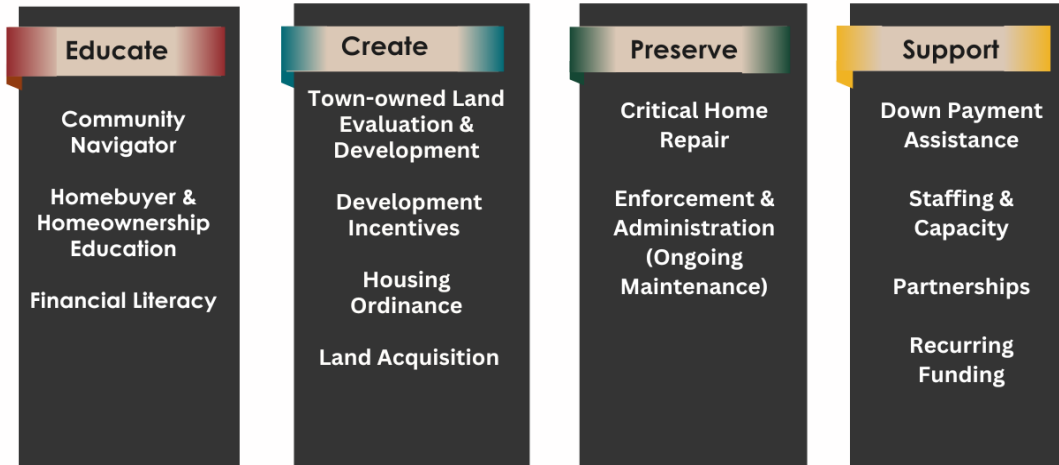 Educate
Community
Navigator
Homebuyer &
Homeownership
Education
Financial Literacy
Create
Town-owned Land
Evaluation &
Development
Development
Incentives
Housing
Ordinance
Land Acquisition
Preserve
Critical Home
Repair
Enforcement &
Administration
(Ongoing
Maintenance)
Support
Down Payment
Assistance
Staffing &
Capacity
Partnerships
Recurring
Funding